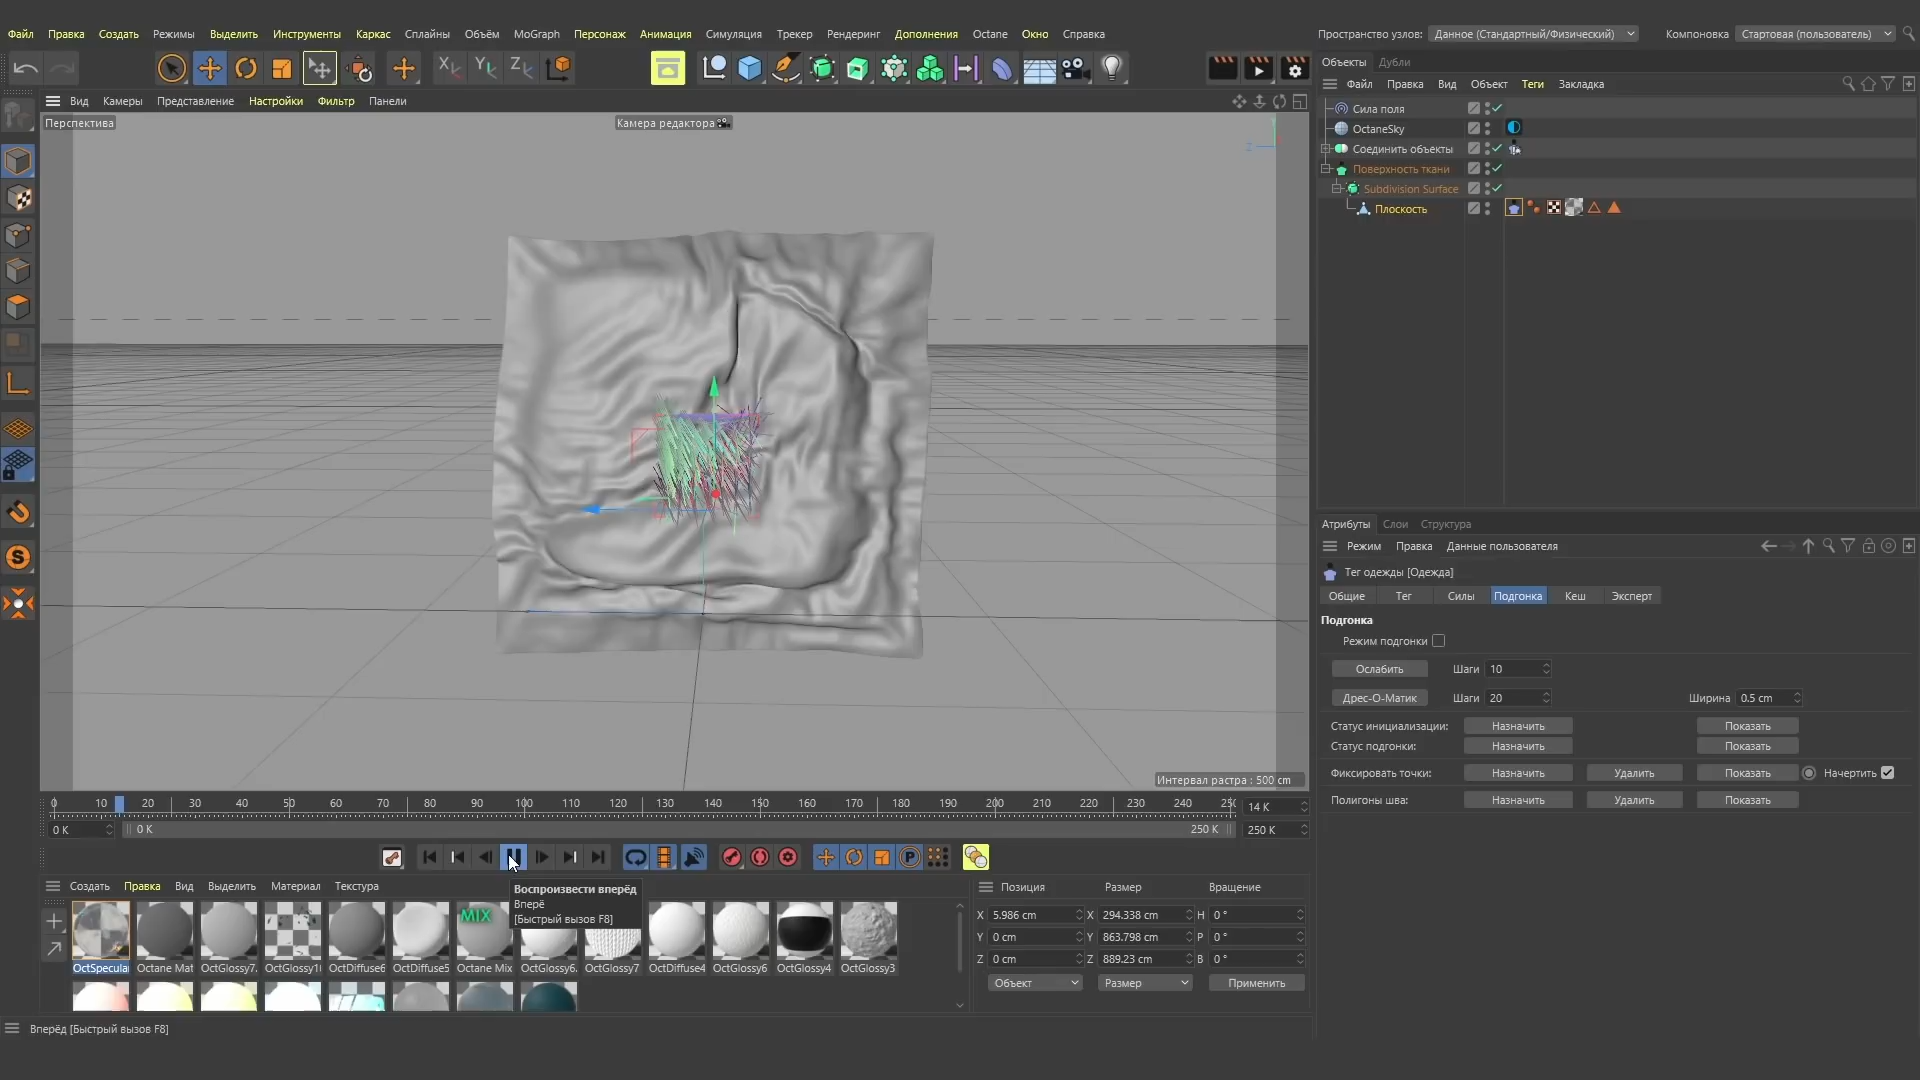 Файл Правка Создать Режимы Выделить Инструменты Каркас Сплайны Объём MoGraph Персонаж Анимация Симуляция Трекер Рендеринг Дополнения Octane Окно Справка
Пространство узлов: Данное (Стандартный/Физический) Компоновка Стартовая (пользователь)
X Y Z
Вид Камеры Представление Настройки Фильтр Панели
Перспектива
Камера редактора
Y
Z
Интервал растра : 500 cm
0 10 20 30 40 50 60 70 80 90 100 110 120 130 140 150 160 170 180 190 200 210 220 230 240 25
14 K
0 K
0 K
250 K
250 K
P
S
Создать Правка Вид Выделить Материал Текстура
Воспроизвести вперёд
Вперё
[Быстрый вызов F8]
MIX
OctSpecula
Octane Mat
OctGlossy7.
OctGlossy1
OctDiffuse6
OctDiffuse5
Octane Mix
OctGlossy6.
OctGlossy7
OctDiffuse4
OctGlossy6
OctGlossy4
OctGlossy3
Позиция Размер Вращение
X 5.986 cm X 294.338 cm H 0 °
Y 0 cm Y 863.798 cm P 0 °
Z 0 cm Z 889.23 cm B 0 °
Объект Размер Применить
Вперёд [Быстрый вызов F8]
Объекты Дубли
Файл Правка Вид Объект Теги Закладка
Сила поля
OctaneSky
Соединить объекты
Поверхность ткани
Subdivision Surface
Плоскость
Атрибуты Слои Структура
Режим Правка Данные пользователя
Тег одежды [Одежда]
Общие Тег Силы Подгонка Кеш Эксперт
Подгонка
Режим подгонки
Ослабить Шаги 10
Дрес-О-Матик Шаги 20 Ширина 0.5 cm
Статус инициализации: Назначить Показать
Статус подгонки: Назначить Показать
Фиксировать точки: Назначить Удалить Показать Начертить
Полигоны шва: Назначить Удалить Показать